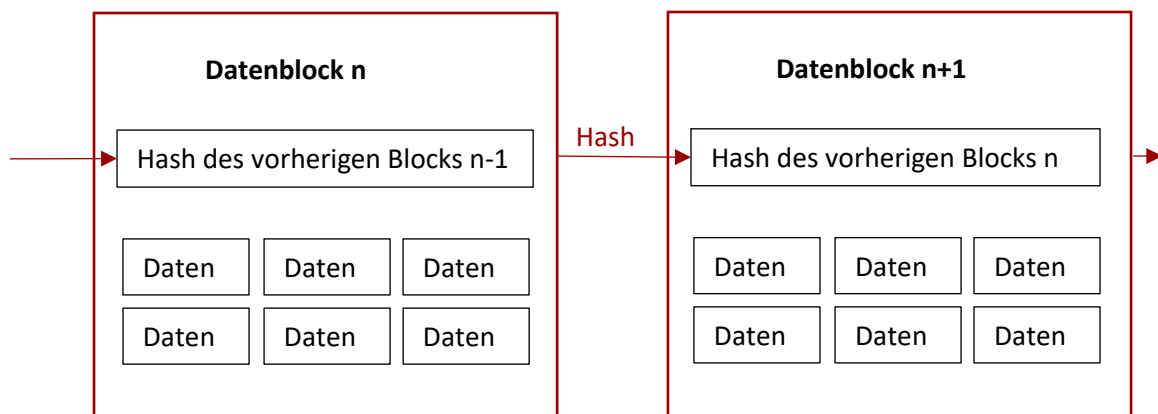 Datenblock n
Hash des vorherigen Blocks n-1
Daten Daten Daten
Daten Daten Daten
Hash
Datenblock n+1
Hash des vorherigen Blocks n
Daten Daten Daten
Daten Daten Daten